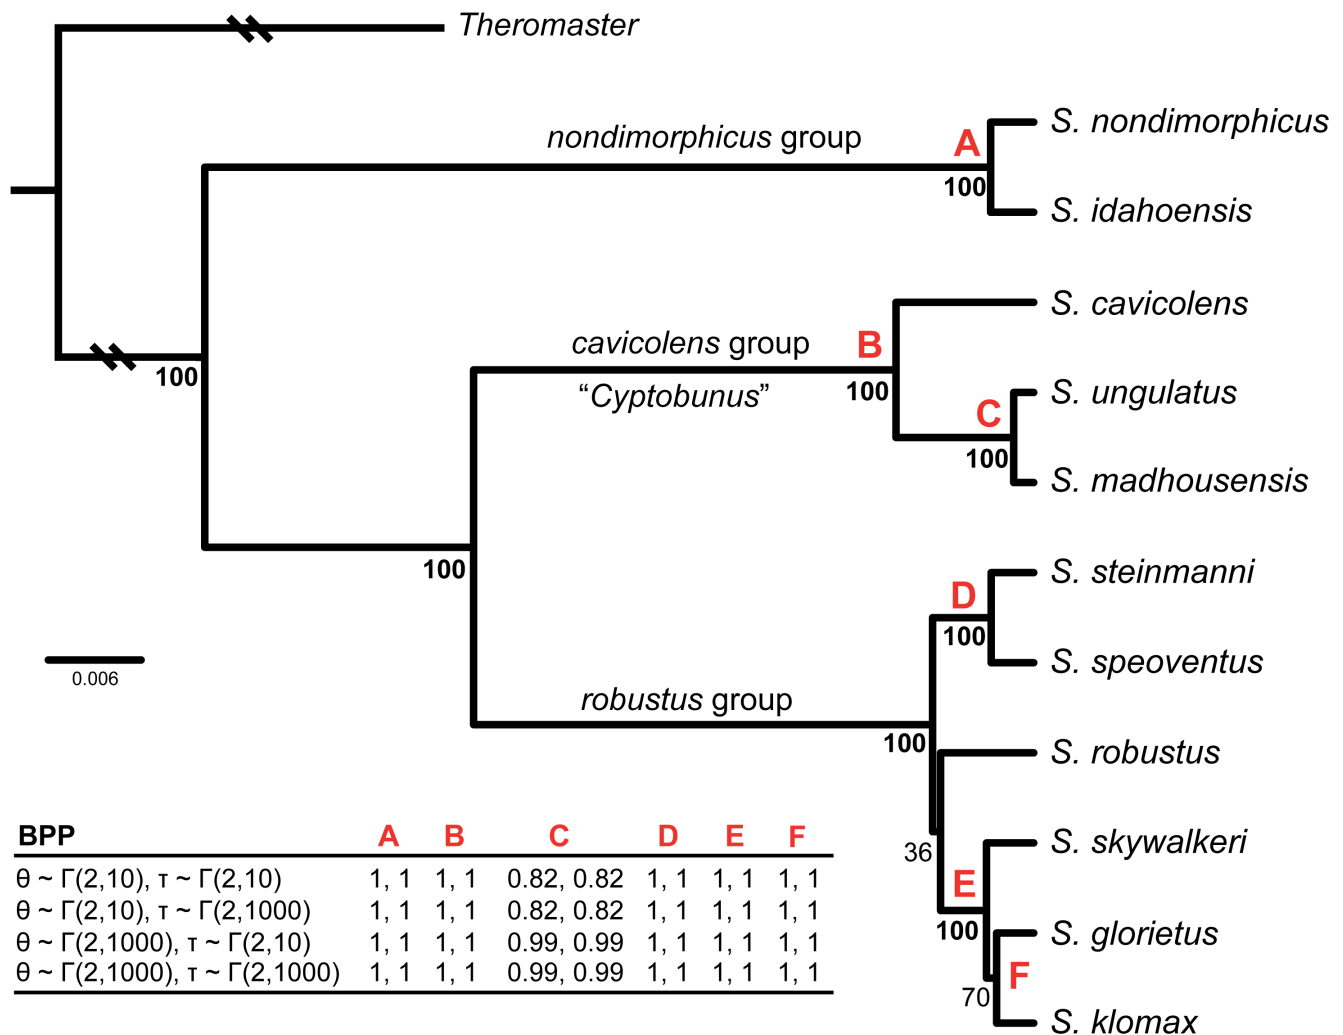 Theromaster
nondimorphicus group
A
100
S. nondimorphicus
S. idahoensis
S. cavicolens
cavicolens group
B
100
"Cyptobunus"
100
S. ungulatus
C
100
S. madhousensis
100
S. steinmanni
D
100
S. speoventus
0.006
robustus group
100
S. robustus
36
S. skywalkeri
E
100
S. glorietus
F
70
S. klomax
BPP A B C D E F
θ ~ Γ(2,10), τ ~ Γ(2,10) 1, 1 1, 1 0.82, 0.82 1, 1 1, 1 1, 1
θ ~ Γ(2,10), τ ~ Γ(2,1000) 1, 1 1, 1 0.82, 0.82 1, 1 1, 1 1, 1
θ ~ Γ(2,1000), τ ~ Γ(2,10) 1, 1 1, 1 0.99, 0.99 1, 1 1, 1 1, 1
θ ~ Γ(2,1000), τ ~ Γ(2,1000) 1, 1 1, 1 0.99, 0.99 1, 1 1, 1 1, 1